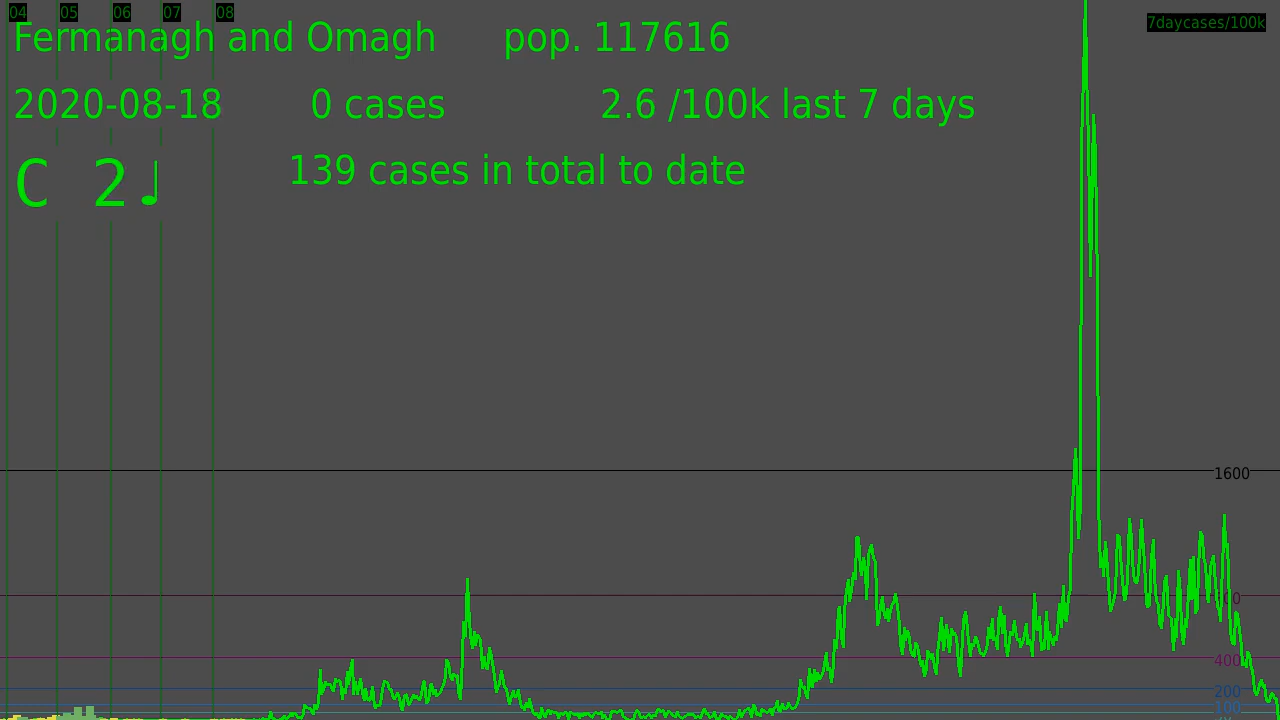 04 05 06 07 08
7daycases/100k
Fermanagh and Omagh pop. 117616
2020-08-18 0 cases 2.6 /100k last 7 days
C 2♩ 139 cases in total to date
1600
400
200
100